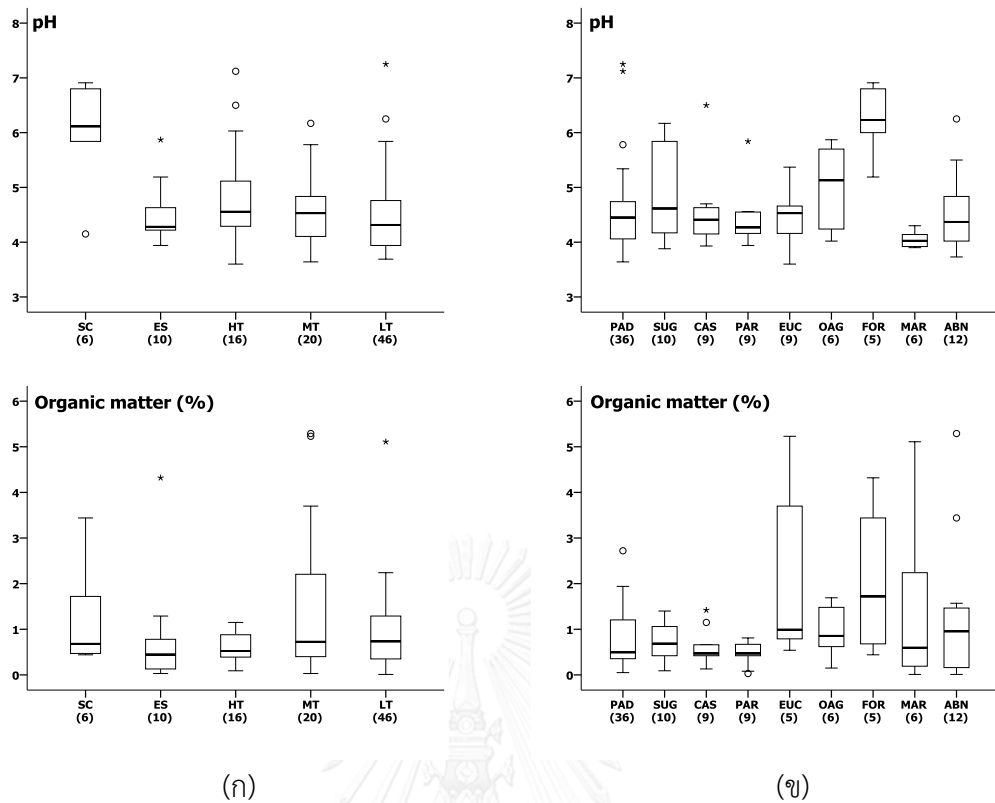 pH
8
7
6
5
4
3
SC ES HT MT LT
(6) (10) (16) (20) (46)
pH
8
7
6
5
4
3
PAD SUG CAS PAR EUC OAG FOR MAR ABN
(36) (10) (9) (9) (9) (6) (5) (6) (12)
Organic matter (%)
6
5
4
3
2
1
0
SC ES HT MT LT
(6) (10) (16) (20) (46)
Organic matter (%)
6
5
4
3
2
1
0
PAD SUG CAS PAR EUC OAG FOR MAR ABN
(36) (10) (9) (9) (5) (6) (5) (6) (12)
(ก) (ข)